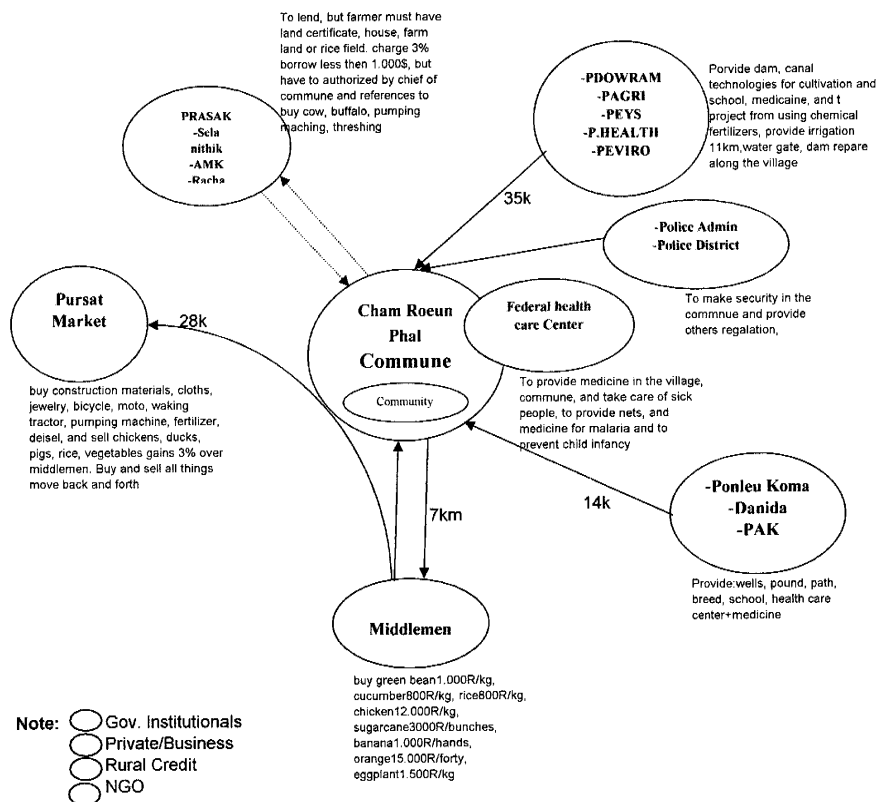 To lend, but farmer must have
land certificate, house, farm
land or rice field. charge 3%
borrow less then 1.000$, but
have to authorized by chief of
commune and references to
buy cow, buffalo, pumping
maching, threshing
PRASAK
-Sela
nithik
-AMK
-Racha
-PDOWRAM
-PAGRI
-PEYS
-P.HEALTH
-PEVIRO
Porvide dam, canal
technologies for cultivation and
school, medicaine, and t
project from using chemical
fertilizers, provide irrigation
11km,water gate, dam repare
along the village
35k
-Police Admin
-Police District
To make security in the
commnue and provide
others regalation,
Pursat
Market
28k
Cham Roeun
Phal
Commune
Community
Federal health
care Center
To provide medicine in the village,
commune, and take care of sick
people, to provide nets, and
medicine for malaria and to
prevent child infancy
buy construction materials, cloths,
jewelry, bicycle, moto, waking
tractor, pumping machine, fertilizer,
deisel, and sell chickens, ducks,
pigs, rice, vegetables gains 3% over
middlemen. Buy and sell all things
move back and forth
7km
14k
-Ponleu Koma
-Danida
-PAK
Provide:wells, pound, path,
breed, school, health care
center+medicine
Middlemen
buy green bean1.000R/kg,
cucumber800R/kg, rice800R/kg,
chicken12.000R/kg,
sugarcane3000R/bunches,
banana1.000R/hands,
orange15.000R/forty,
eggplant1.500R/kg
Note:
Gov. Institutionals
Private/Business
Rural Credit
NGO